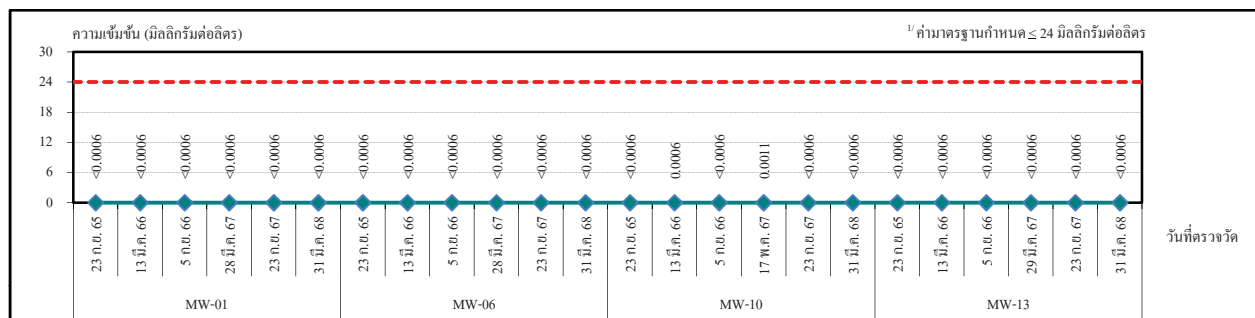 ความเข้มข้น (มิลลิกรัมต่อลิตร)
1/ ค่ามาตรฐานกำหนด ≤ 24 มิลลิกรัมต่อลิตร
30
24
18
12
6
0
<0.0006 <0.0006 <0.0006 <0.0006 <0.0006 <0.0006 <0.0006 <0.0006 <0.0006 <0.0006 <0.0006 <0.0006 <0.0006 0.0006 <0.0006 0.0011 <0.0006 <0.0006 <0.0006 <0.0006 <0.0006 <0.0006 <0.0006 <0.0006
23 ก.ย. 65 13 มี.ค. 66 5 ก.ย. 66 28 มี.ค. 67 23 ก.ย. 67 31 มี.ค. 68 23 ก.ย. 65 13 มี.ค. 66 5 ก.ย. 66 28 มี.ค. 67 23 ก.ย. 67 31 มี.ค. 68 23 ก.ย. 65 13 มี.ค. 66 5 ก.ย. 66 17 พ.ค. 67 23 ก.ย. 67 31 มี.ค. 68 23 ก.ย. 65 13 มี.ค. 66 5 ก.ย. 66 29 มี.ค. 67 23 ก.ย. 67 31 มี.ค. 68
วันที่ตรวจวัด
MW-01 MW-06 MW-10 MW-13